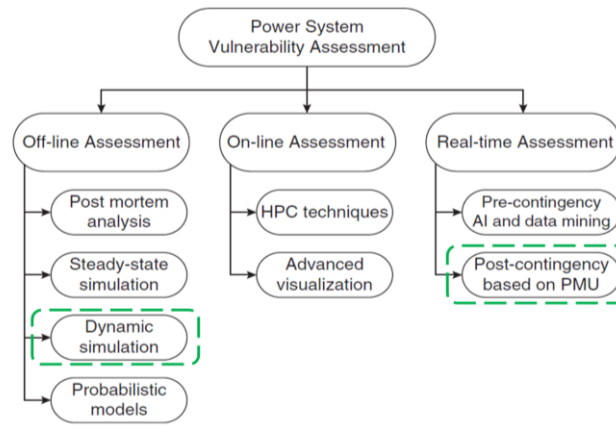 Power System
Vulnerability Assessment
Off-line Assessment
On-line Assessment
Real-time Assessment
Post mortem
analysis
HPC techniques
Pre-contingency
AI and data mining
Steady-state
simulation
Advanced
visualization
Post-contingency
based on PMU
Dynamic
simulation
Probabilistic
models